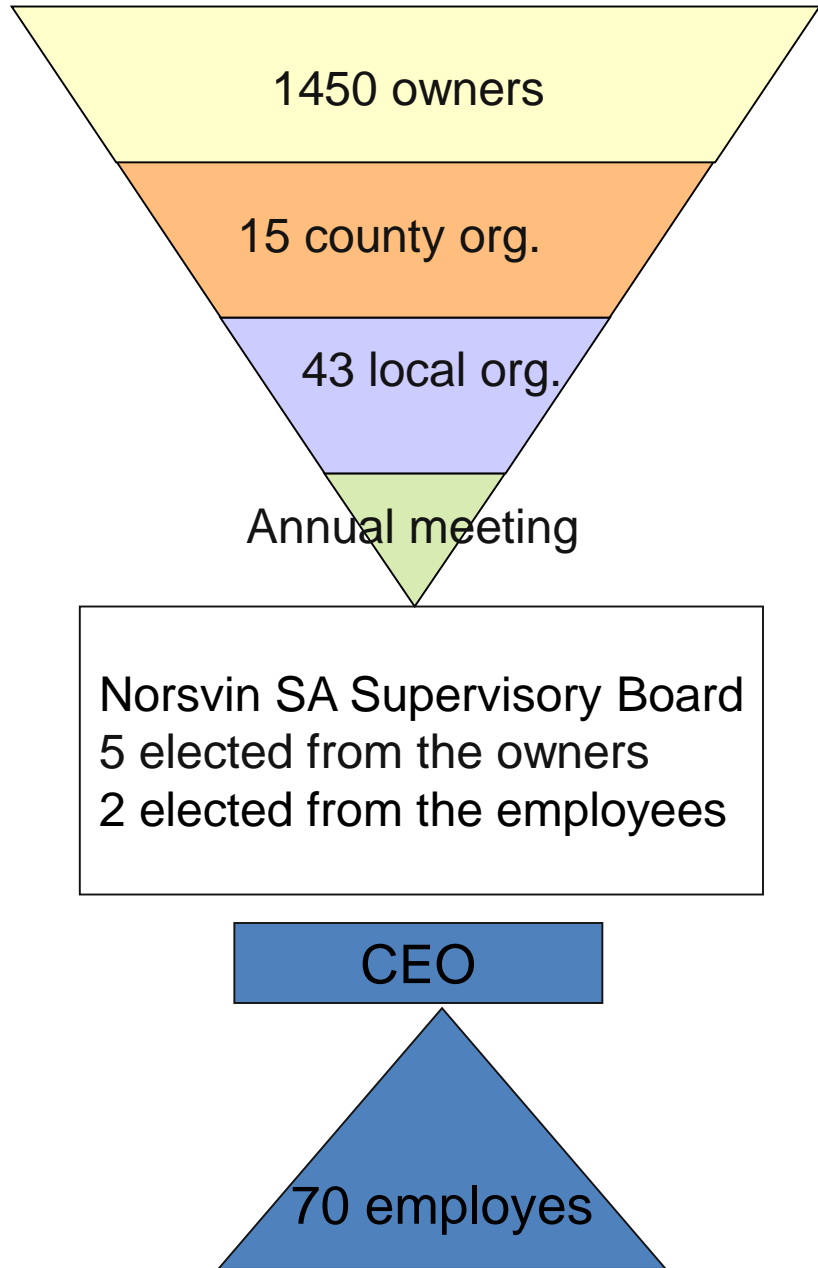 1450 owners
15 county org.
43 local org.
Annual meeting
Norsvin SA Supervisory Board
5 elected from the owners
2 elected from the employees
CEO
70 employes